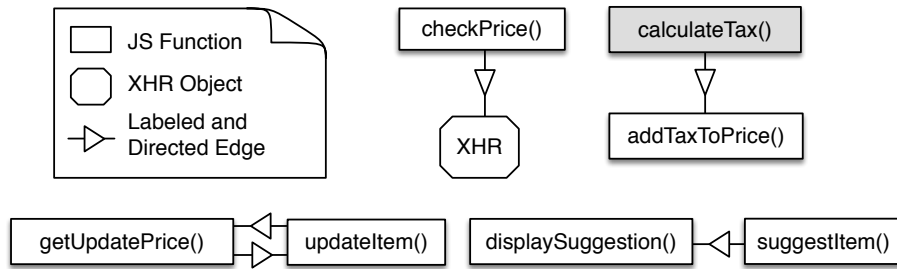 JS Function
XHR Object
Labeled and
Directed Edge
checkPrice()
XHR
calculateTax()
addTaxToPrice()
getUpdatePrice()
updateItem()
displaySuggestion()
suggestItem()